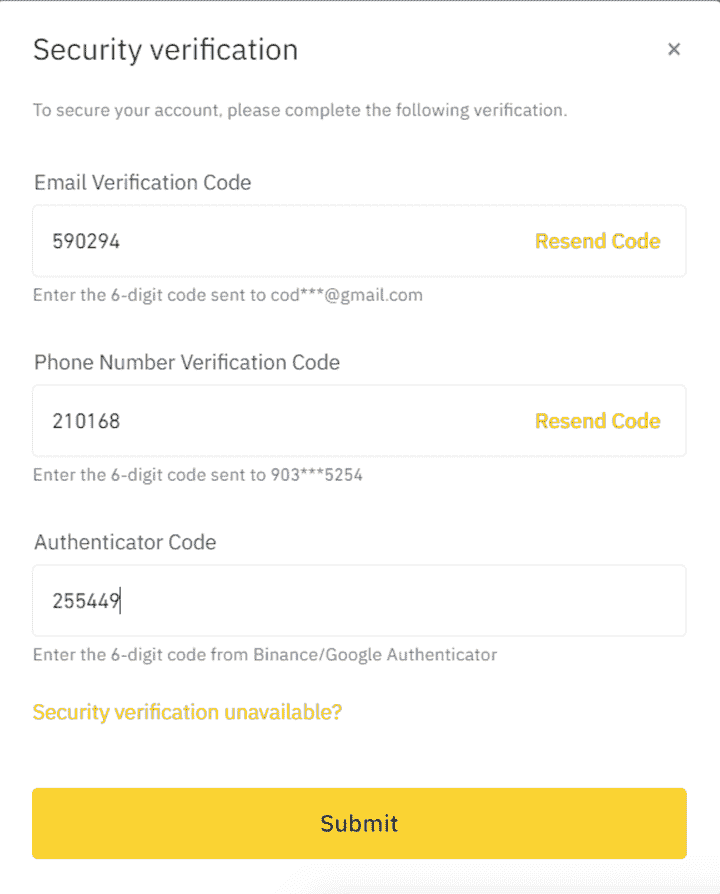 Security verification
×
To secure your account, please complete the following verification.
Email Verification Code
590294 Resend Code
Enter the 6-digit code sent to cod***@gmail.com
Phone Number Verification Code
210168 Resend Code
Enter the 6-digit code sent to 903***5254
Authenticator Code
255449
Enter the 6-digit code from Binance/Google Authenticator
Security verification unavailable?
Submit